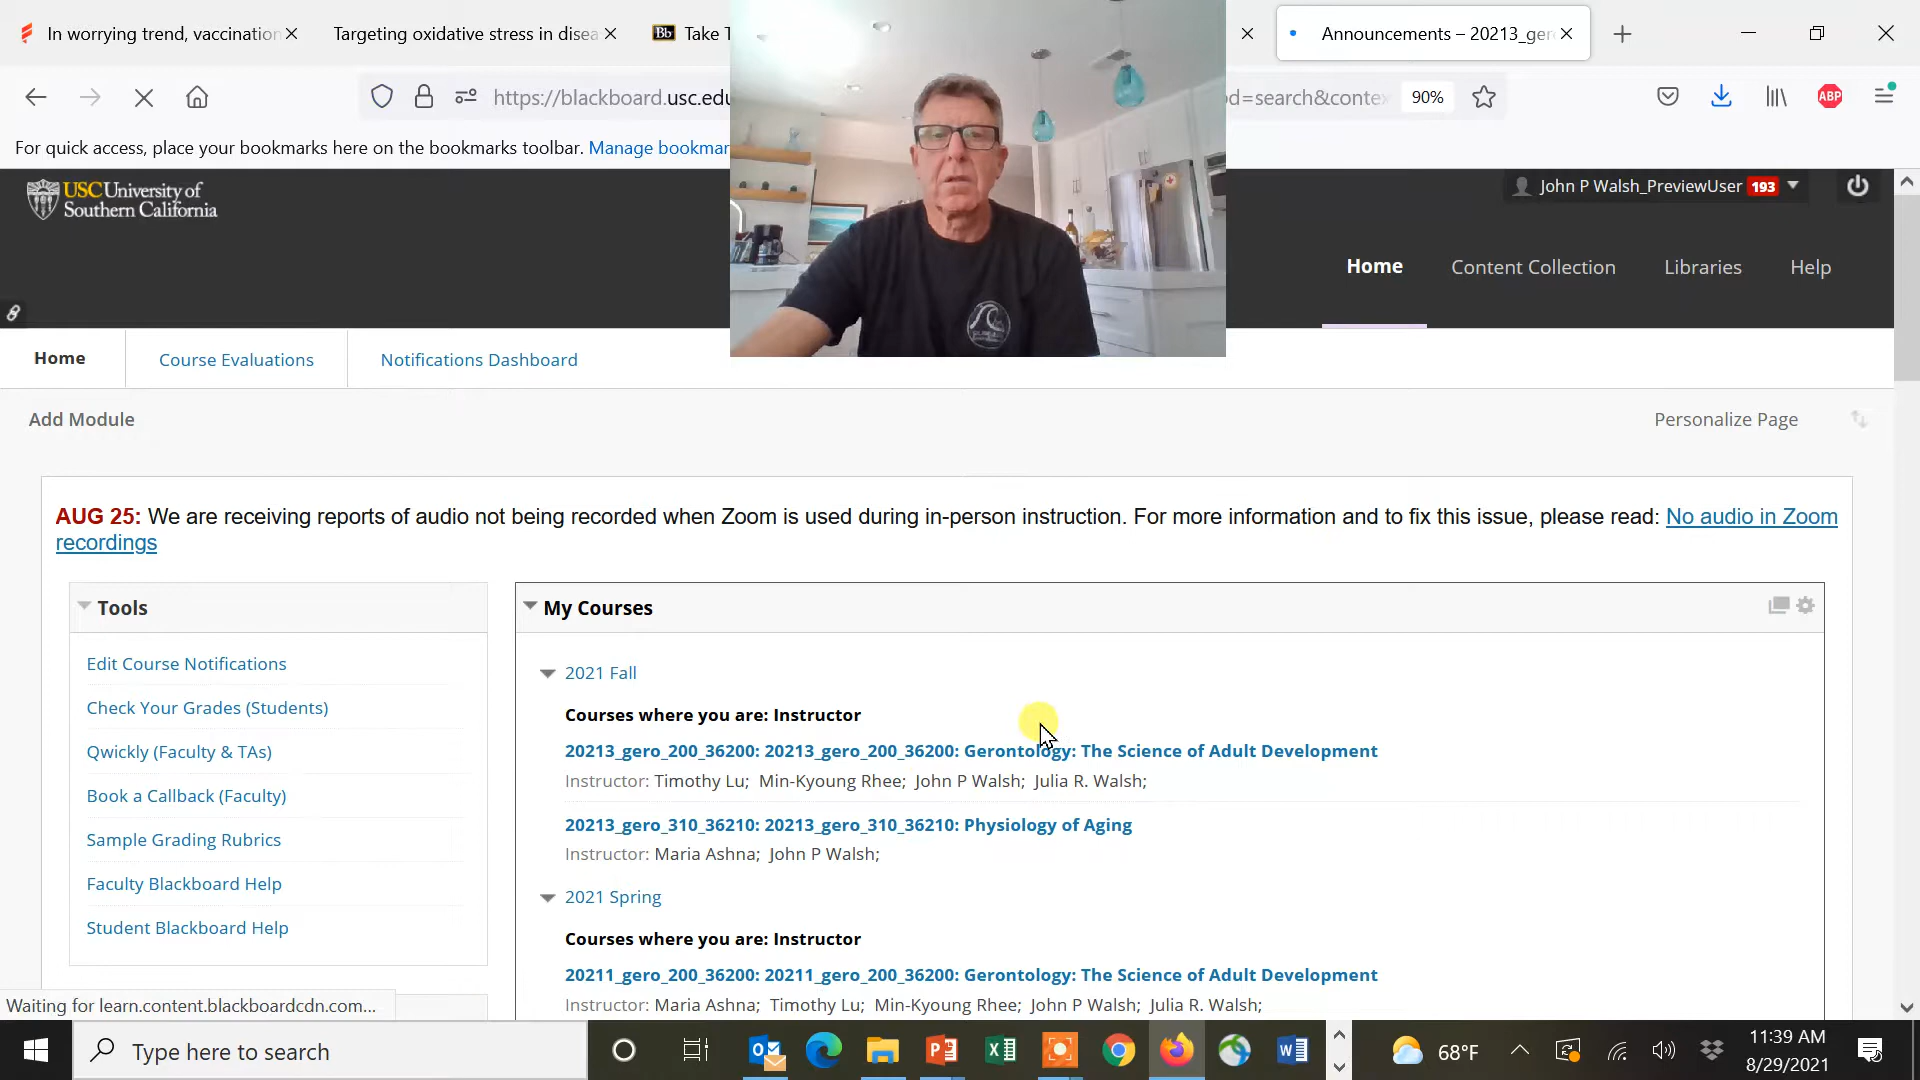 In worrying trend, vaccination
Targeting oxidative stress in disea
Bb Take T
Announcements – 20213_ger
https://blackboard.usc.edu
od=search&contex
90%
ABP
For quick access, place your bookmarks here on the bookmarks toolbar. Manage bookmar
USC University of
Southern California
John P Walsh_PreviewUser 193
Home
Content Collection
Libraries
Help
Home
Course Evaluations
Notifications Dashboard
Add Module
Personalize Page
AUG 25: We are receiving reports of audio not being recorded when Zoom is used during in-person instruction. For more information and to fix this issue, please read: No audio in Zoom
recordings
Tools
Edit Course Notifications
Check Your Grades (Students)
Qwickly (Faculty & TAs)
Book a Callback (Faculty)
Sample Grading Rubrics
Faculty Blackboard Help
Student Blackboard Help
My Courses
2021 Fall
Courses where you are: Instructor
20213_gero_200_36200: 20213_gero_200_36200: Gerontology: The Science of Adult Development
Instructor: Timothy Lu; Min-Kyoung Rhee; John P Walsh; Julia R. Walsh;
20213_gero_310_36210: 20213_gero_310_36210: Physiology of Aging
Instructor: Maria Ashna; John P Walsh;
2021 Spring
Courses where you are: Instructor
20211_gero_200_36200: 20211_gero_200_36200: Gerontology: The Science of Adult Development
Instructor: Maria Ashna; Timothy Lu; Min-Kyoung Rhee; John P Walsh; Julia R. Walsh;
Waiting for learn.content.blackboardcdn.com...
Type here to search
68°F
11:39 AM
8/29/2021